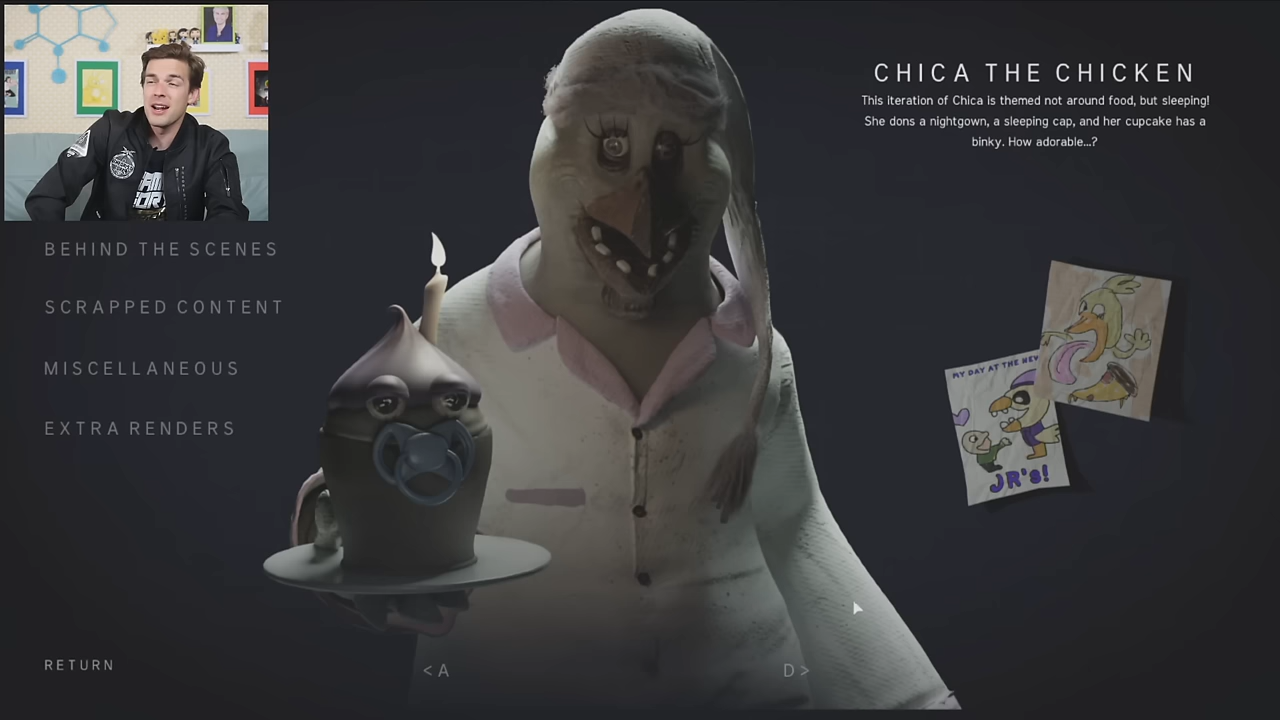 CHICA THE CHICKEN
This iteration of Chica is themed not around food, but sleeping!
She dons a nightgown, a sleeping cap, and her cupcake has a
binky. How adorable...?
BEHIND THE SCENES
SCRAPPED CONTENT
MISCELLANEOUS
EXTRA RENDERS
MY DAY AT THE NEW
JR's!
RETURN
< A
D >